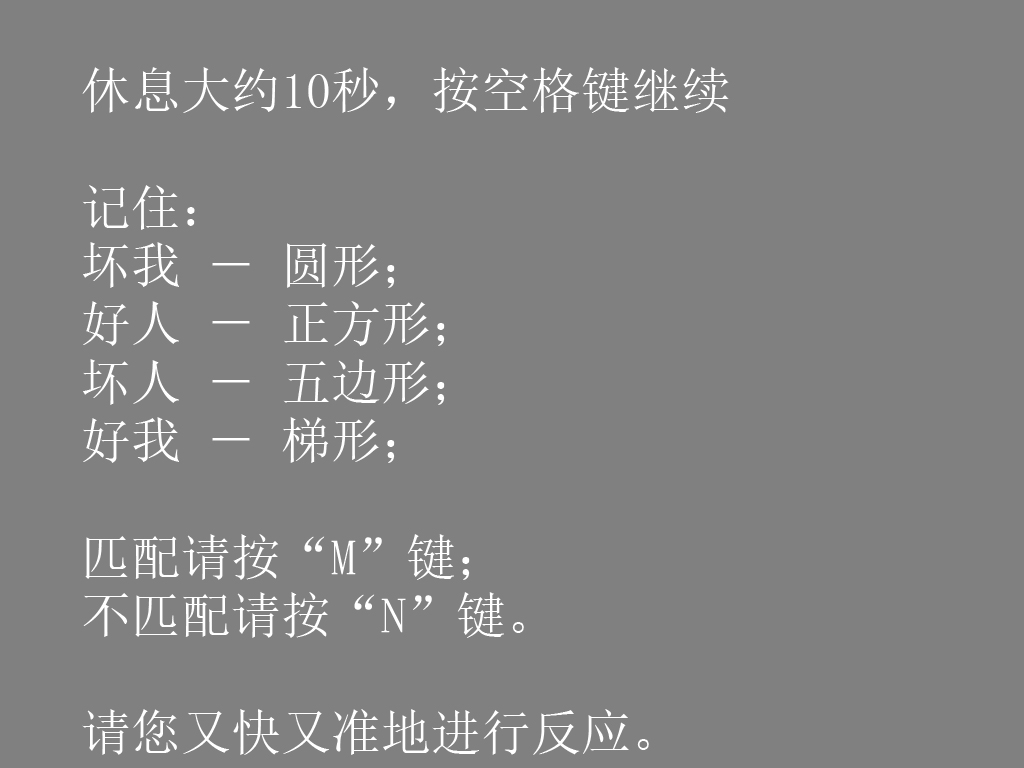 休息大约10秒，按空格键继续
记住：
坏我 － 圆形；
好人 － 正方形；
坏人 － 五边形；
好我 － 梯形；
匹配请按“M”键；
不匹配请按“N”键。
请您又快又准地进行反应。